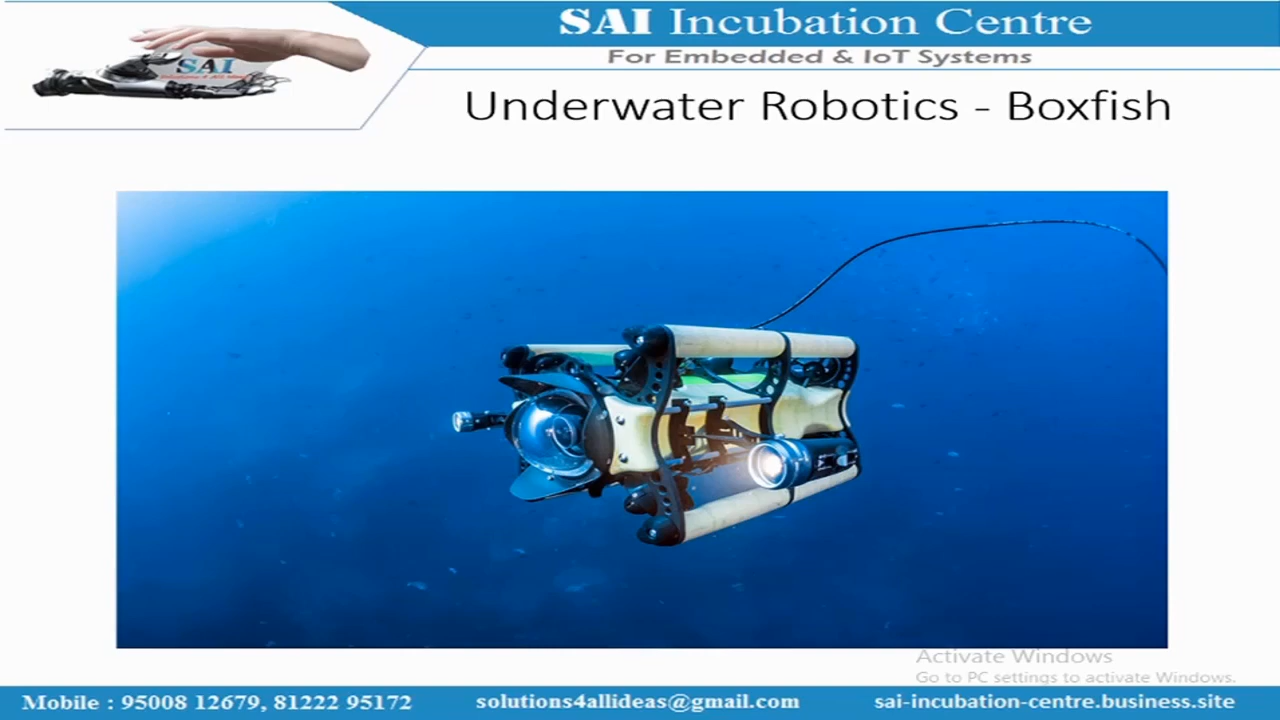 SAI Incubation Centre
For Embedded & IoT Systems
SAI
Underwater Robotics - Boxfish
Activate Windows
Go to PC settings to activate Windows.
Mobile : 95008 12679, 81222 95172
solutions4allideas@gmail.com
sai-incubation-centre.business.site